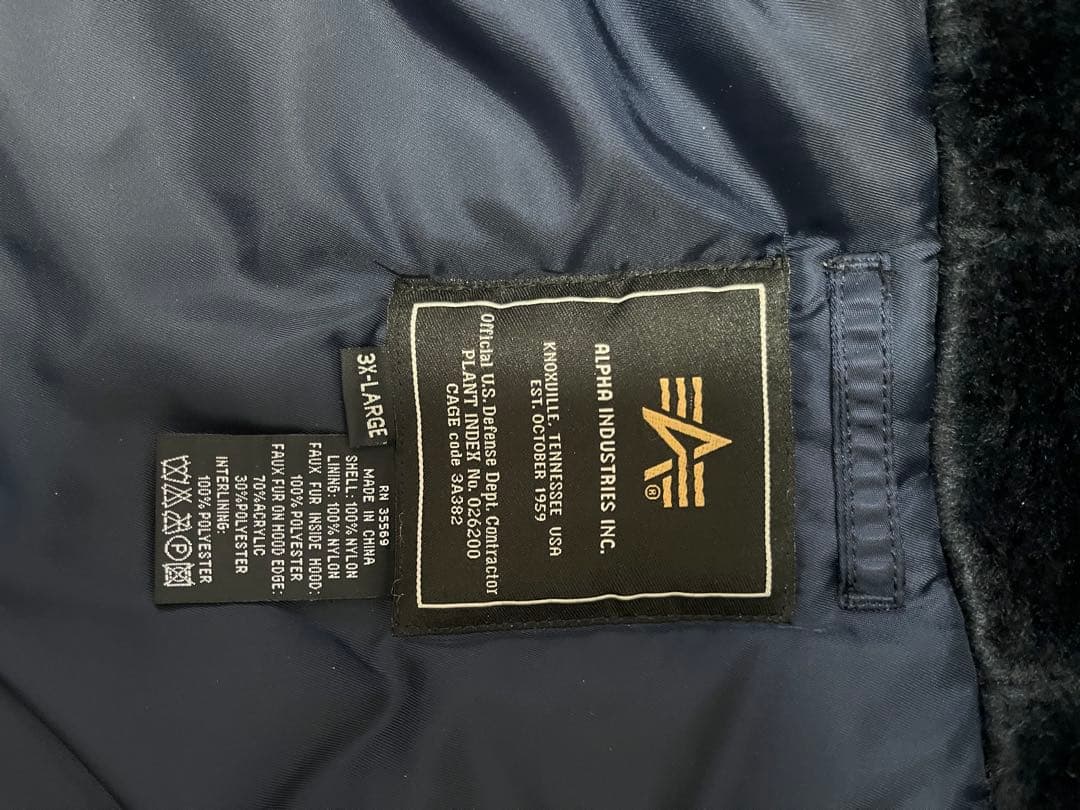 ®
ALPHA INDUSTRIES INC.
KNOXVILLE, TENNESSEE USA
EST. OCTOBER 1959
Official U.S. Defense Dept. Contractor
PLANT INDEX No. 026200
CAGE code 3A382
3X-LARGE
RN 35569
MADE IN CHINA
SHELL: 100% NYLON
LINING: 100% NYLON
FAUX FUR INSIDE HOOD:
100% POLYESTER
FAUX FUR ON HOOD EDGE:
70%ACRYLIC
30%POLYESTER
INTERLINING:
100% POLYESTER
P